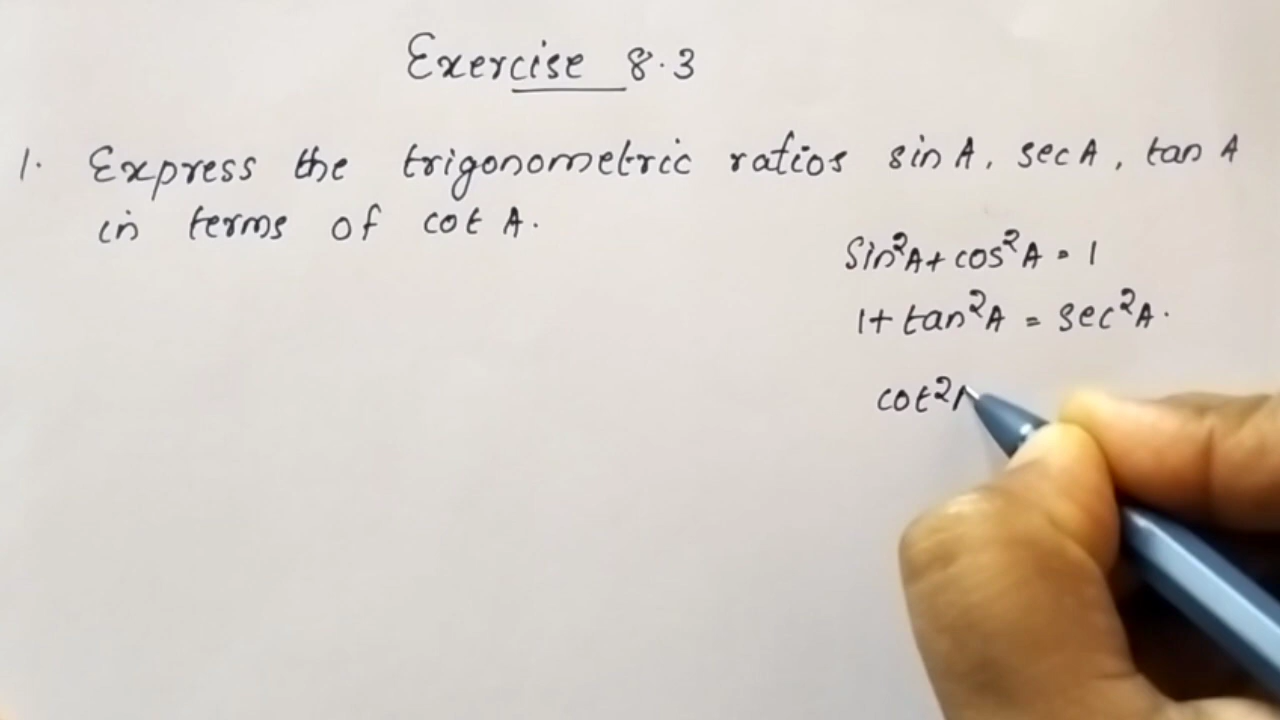 Exercise 8.3
1. Express the trigonometric ratios sin A, sec A, tan A
in terms of cot A.
Sin²A + cos²A = 1
1 + tan²A = sec²A.
cot²